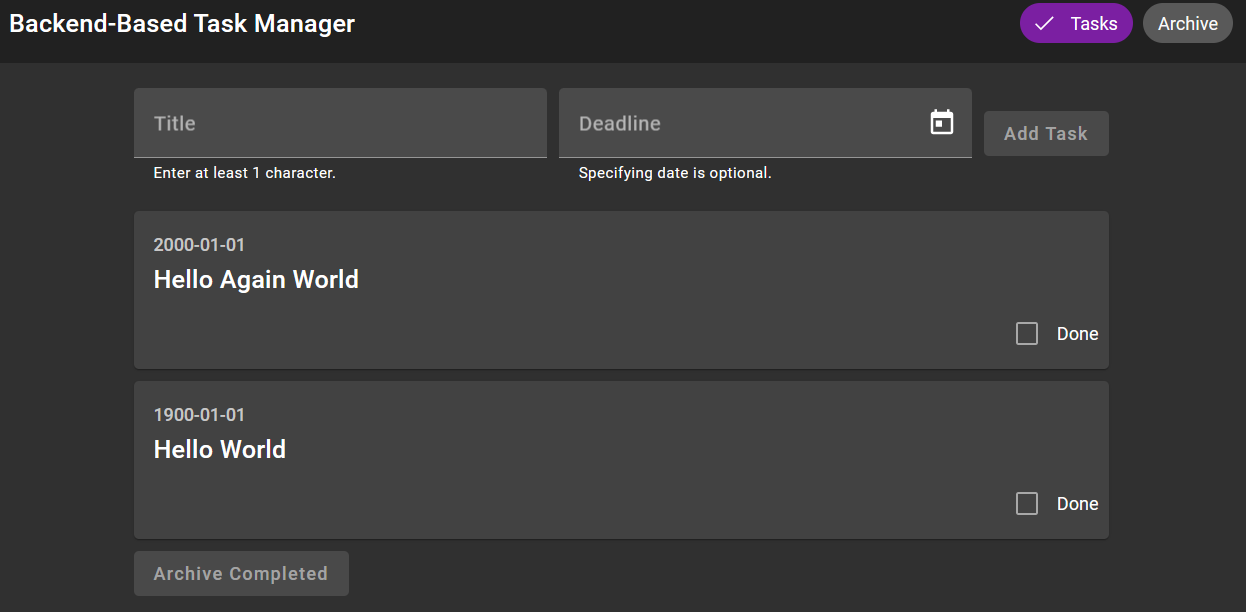 Backend-Based Task Manager
Tasks
Archive
Title
Deadline
Add Task
Enter at least 1 character.
Specifying date is optional.
2000-01-01
Hello Again World
Done
1900-01-01
Hello World
Done
Archive Completed